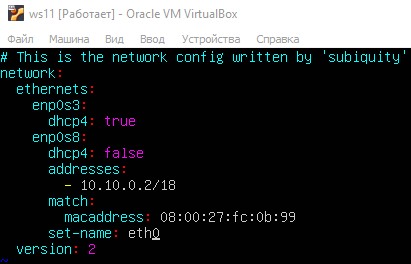 ws11 [Работает] - Oracle VM VirtualBox
Файл Машина Вид Ввод Устройства Справка
# This is the network config written by 'subiquity'
network:
  ethernets:
    enp0s3:
      dhcp4: true
    enp0s8:
      dhcp4: false
      addresses:
        - 10.10.0.2/18
      match:
        macaddress: 08:00:27:fc:0b:99
      set-name: eth0
  version: 2
~